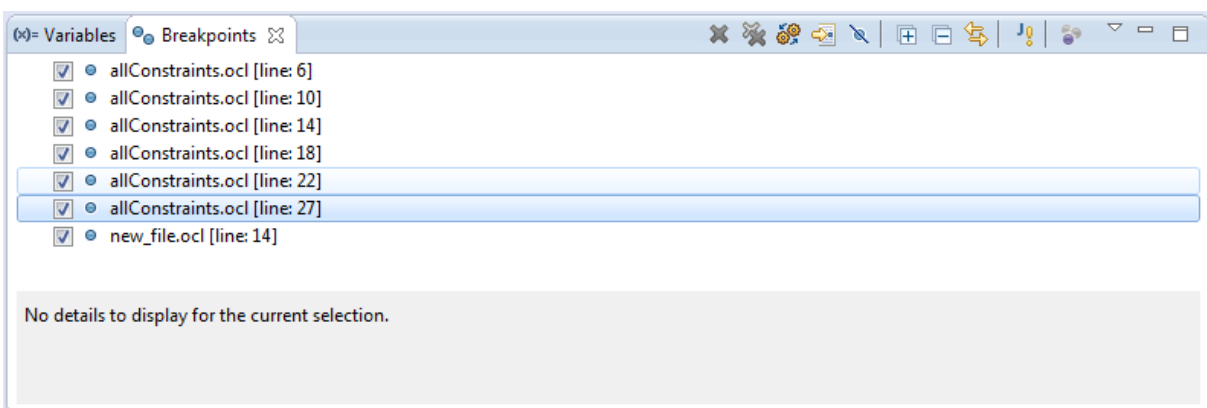 (x)= Variables Breakpoints
allConstraints.ocl [line: 6]
allConstraints.ocl [line: 10]
allConstraints.ocl [line: 14]
allConstraints.ocl [line: 18]
allConstraints.ocl [line: 22]
allConstraints.ocl [line: 27]
new_file.ocl [line: 14]
No details to display for the current selection.